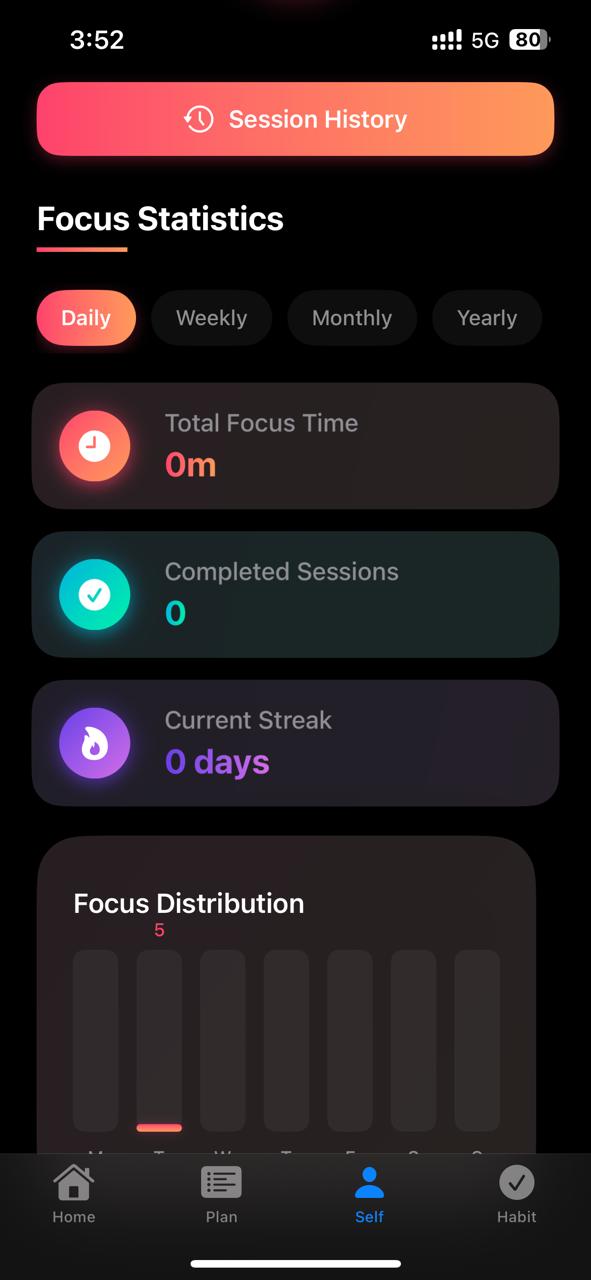 3:52 5G 80
Session History
Focus Statistics
Daily Weekly Monthly Yearly
Total Focus Time
0m
Completed Sessions
0
Current Streak
0 days
Focus Distribution
5
Home Plan Self Habit